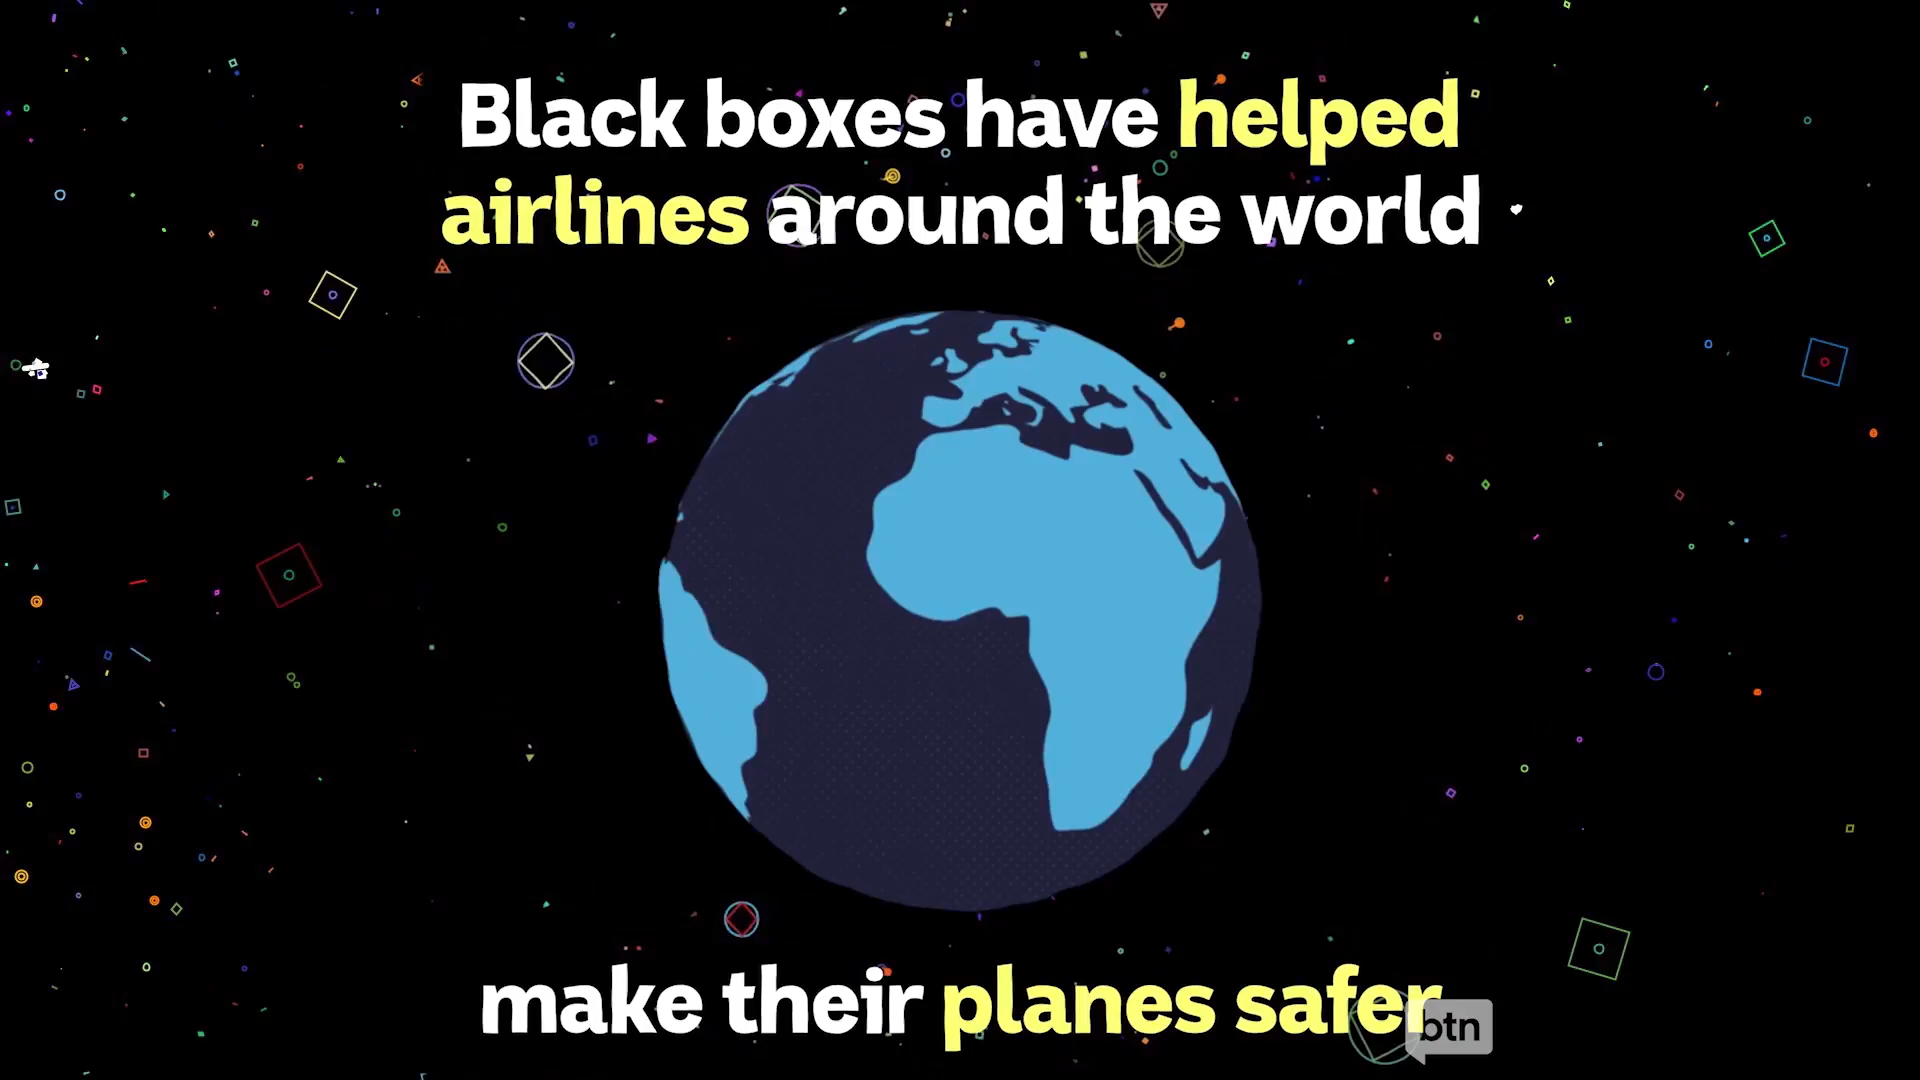 Black boxes have helped
airlines around the world
make their planes safer
btn